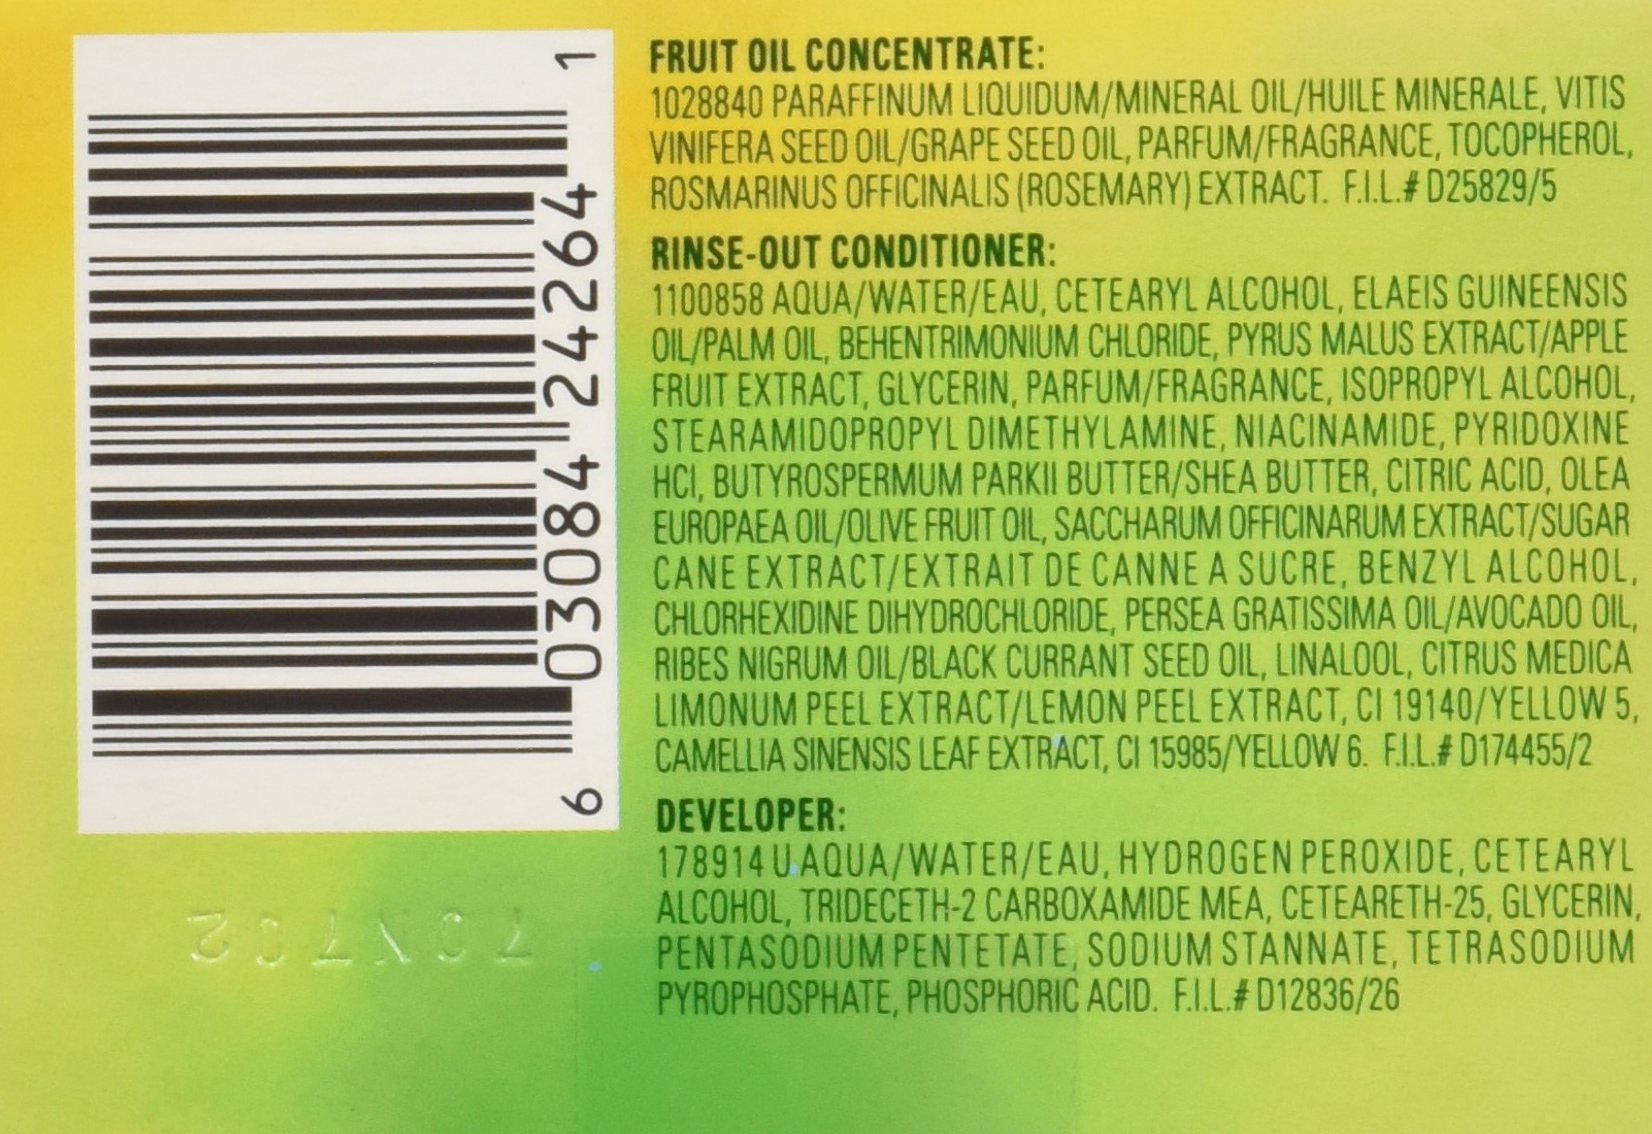 6 03084 24264 1
FRUIT OIL CONCENTRATE:
1028840 PARAFFINUM LIQUIDUM/MINERAL OIL/HUILE MINERALE, VITIS
VINIFERA SEED OIL/GRAPE SEED OIL, PARFUM/FRAGRANCE, TOCOPHEROL,
ROSMARINUS OFFICINALIS (ROSEMARY) EXTRACT. F.I.L.# D25829/5
RINSE-OUT CONDITIONER:
1100858 AQUA/WATER/EAU, CETEARYL ALCOHOL, ELAEIS GUINEENSIS
OIL/PALM OIL, BEHENTRIMONIUM CHLORIDE, PYRUS MALUS EXTRACT/APPLE
FRUIT EXTRACT, GLYCERIN, PARFUM/FRAGRANCE, ISOPROPYL ALCOHOL,
STEARAMIDOPROPYL DIMETHYLAMINE, NIACINAMIDE, PYRIDOXINE
HCI, BUTYROSPERMUM PARKII BUTTER/SHEA BUTTER, CITRIC ACID, OLEA
EUROPAEA OIL/OLIVE FRUIT OIL, SACCHARUM OFFICINARUM EXTRACT/SUGAR
CANE EXTRACT/EXTRAIT DE CANNE A SUCRE, BENZYL ALCOHOL,
CHLORHEXIDINE DIHYDROCHLORIDE, PERSEA GRATISSIMA OIL/AVOCADO OIL,
RIBES NIGRUM OIL/BLACK CURRANT SEED OIL, LINALOOL, CITRUS MEDICA
LIMONUM PEEL EXTRACT/LEMON PEEL EXTRACT, CI 19140/YELLOW 5,
CAMELLIA SINENSIS LEAF EXTRACT, CI 15985/YELLOW 6. F.I.L.# D174455/2
DEVELOPER:
178914 U AQUA/WATER/EAU, HYDROGEN PEROXIDE, CETEARYL
ALCOHOL, TRIDECETH-2 CARBOXAMIDE MEA, CETEARETH-25, GLYCERIN,
PENTASODIUM PENTETATE, SODIUM STANNATE, TETRASODIUM
PYROPHOSPHATE, PHOSPHORIC ACID. F.I.L.# D12836/26